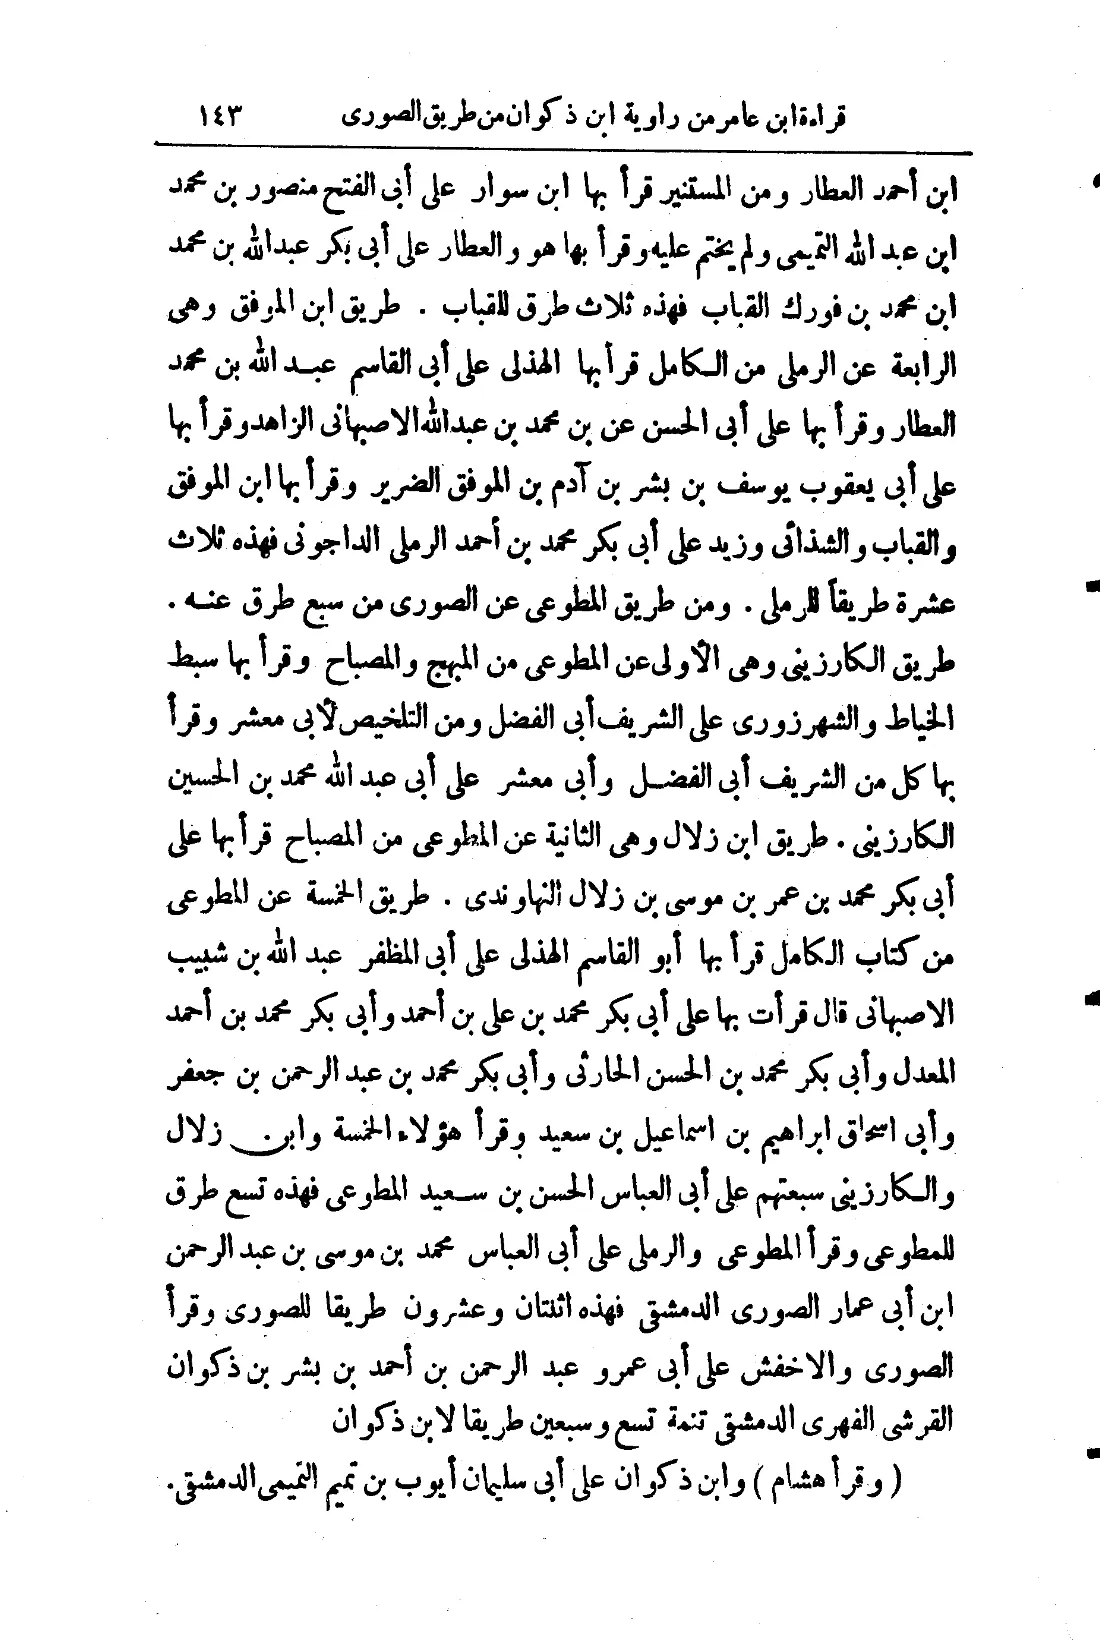 قراءة ابن عامر من راوية ابن ذكوان من طريق الصورى ١٤٣
ابن أحمد العطار ومن المستنير قرأ بها ابن سوار على أبى الفتح منصور بن محمد
ابن عبد الله التميمى ولم يختم عليه وقرأ بها هو والعطار على أبى بكر عبدالله بن محمد
ابن محمد بن فورك القباب فهذه ثلاث طرق للقباب . طريق ابن الموفق وهى
الرابعة عن الرملى من الكامل قرأ بها الهذلى على أبى القاسم عبد الله بن محمد
العطار وقرأ بها على أبى الحسن عن بن محمد بن عبدالله الاصبهانى الزاهد وقرأ بها
على أبى يعقوب يوسف بن بشر بن آدم بن الموفق الضرير وقرأ بها ابن الموفق
والقباب والشذائى وزيد على أبى بكر محمد بن أحمد الرملى الداجونى فهذه ثلاث
عشرة طريقاً للرملى . ومن طريق المطوعى عن الصورى من سبع طرق عنه .
طريق الكارزينى وهى الأولى عن المطوعى من المبهج والمصباح وقرأ بها سبط
الخياط والشهرزورى على الشريف أبى الفضل ومن التلخيص لأبى معشر وقرأ
بها كل من الشريف أبى الفضل وأبى معشر على أبى عبد الله محمد بن الحسين
الكارزينى . طريق ابن زلال وهى الثانية عن المطوعى من المصباح قرأ بها على
أبى بكر محمد بن عمر بن موسى بن زلال النهاوندى . طريق الخمسة عن المطوعى
من كتاب الكامل قرأ بها أبو القاسم الهذلى على أبى المظفر عبد الله بن شبيب
الاصبهانى قال قرأت بها على أبى بكر محمد بن على بن أحمد وأبى بكر محمد بن أحمد
المعدل وأبى بكر محمد بن الحسن الحارثى وأبى بكر محمد بن عبد الرحمن بن جعفر
وأبى اسحاق ابراهيم بن اسماعيل بن سعيد وقرأ هؤلاء الخمسة وابن زلال
والكارزينى سبعتهم على أبى العباس الحسن بن سعيد المطوعى فهذه تسع طرق
للمطوعى وقرأ المطوعى والرملى على أبى العباس محمد بن موسى بن عبد الرحمن
ابن أبى عمار الصورى الدمشقى فهذه اثنتان وعشرون طريقا للصورى وقرأ
الصورى والاخفش على أبى عمرو عبد الرحمن بن أحمد بن بشر بن ذكوان
القرشى الفهرى الدمشقى تتمة تسع وسبعين طريقا لابن ذكوان
( وقرأ هشام ) وابن ذكوان على أبى سليمان أيوب بن تميم التميمى الدمشقى.